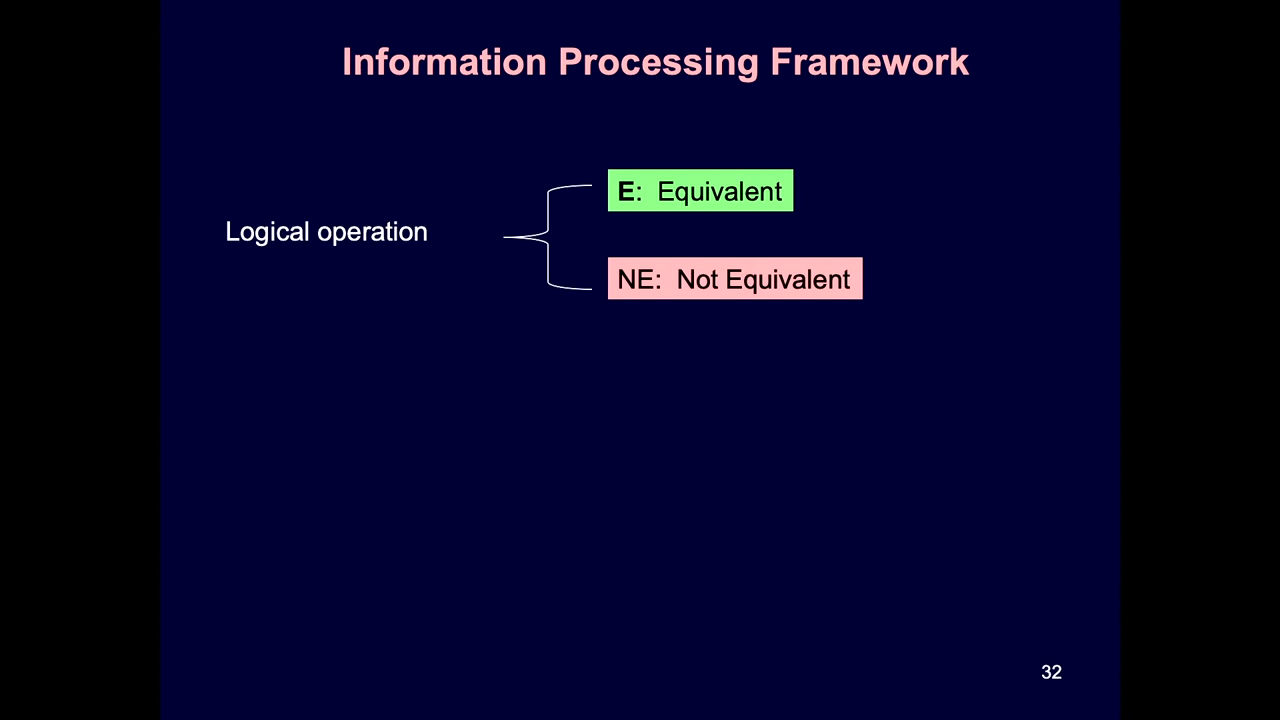 Information Processing Framework
E:  Equivalent
Logical operation
NE:  Not Equivalent
32